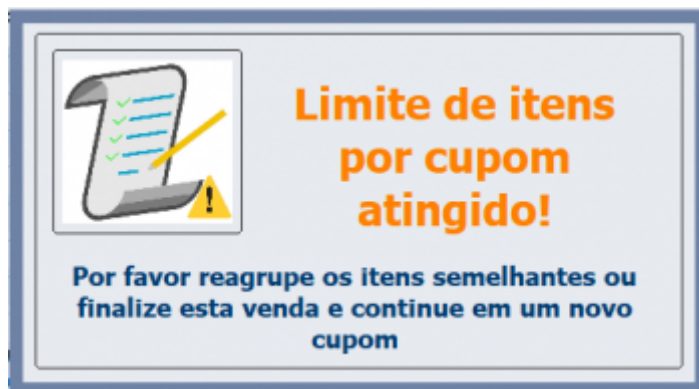 Limite de itens
por cupom
atingido!
Por favor reagrupe os itens semelhantes ou
finalize esta venda e continue em um novo
cupom